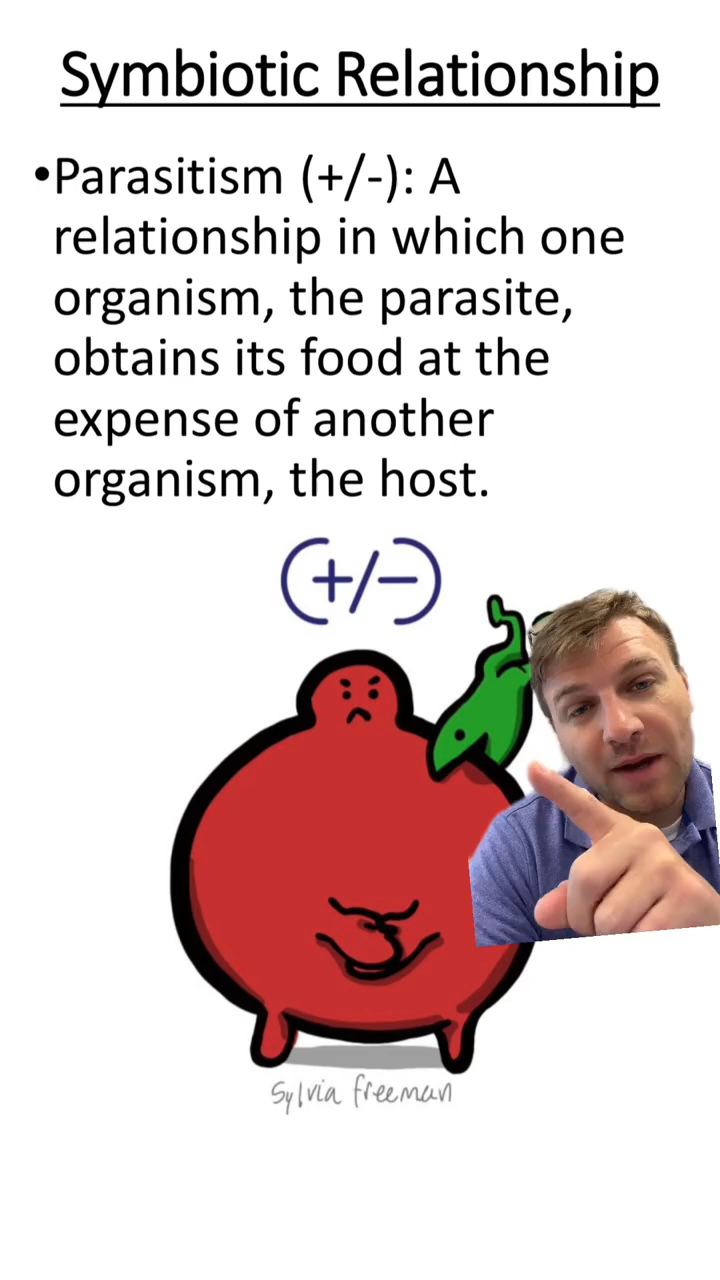 Symbiotic Relationship
•Parasitism (+/-): A
relationship in which one
organism, the parasite,
obtains its food at the
expense of another
organism, the host.
(+/−)
Sylvia freeman